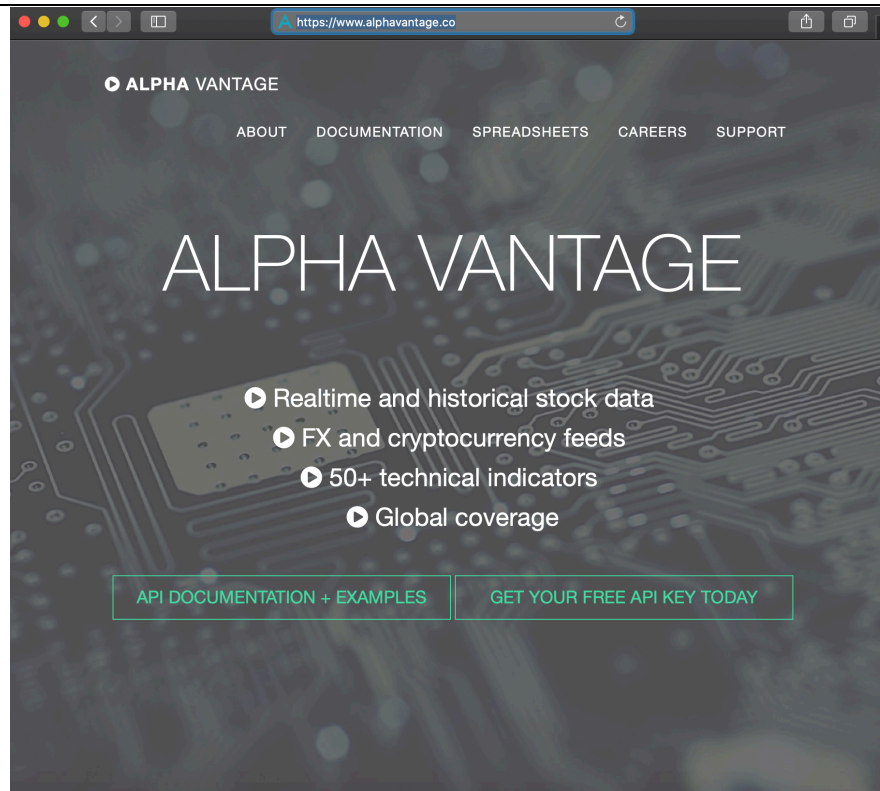 https://www.alphavantage.co
ALPHA VANTAGE
ABOUT DOCUMENTATION SPREADSHEETS CAREERS SUPPORT
ALPHA VANTAGE
Realtime and historical stock data
FX and cryptocurrency feeds
50+ technical indicators
Global coverage
API DOCUMENTATION + EXAMPLES GET YOUR FREE API KEY TODAY